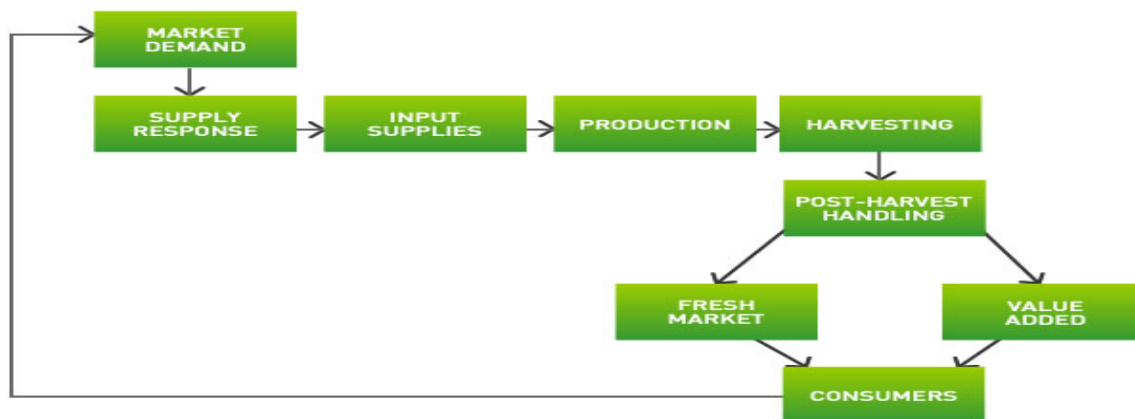 MARKET
DEMAND
SUPPLY
RESPONSE
INPUT
SUPPLIES
PRODUCTION
HARVESTING
POST-HARVEST
HANDLING
FRESH
MARKET
VALUE
ADDED
CONSUMERS